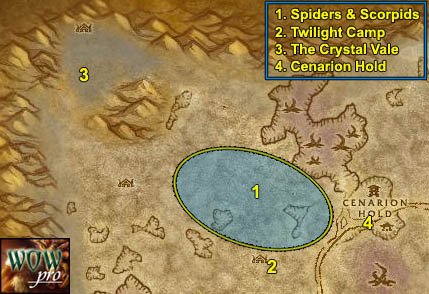 1. Spiders & Scorpids
2. Twilight Camp
3. The Crystal Vale
4. Cenarion Hold
3
1
CENARION
HOLD
4
2
WOW
pro